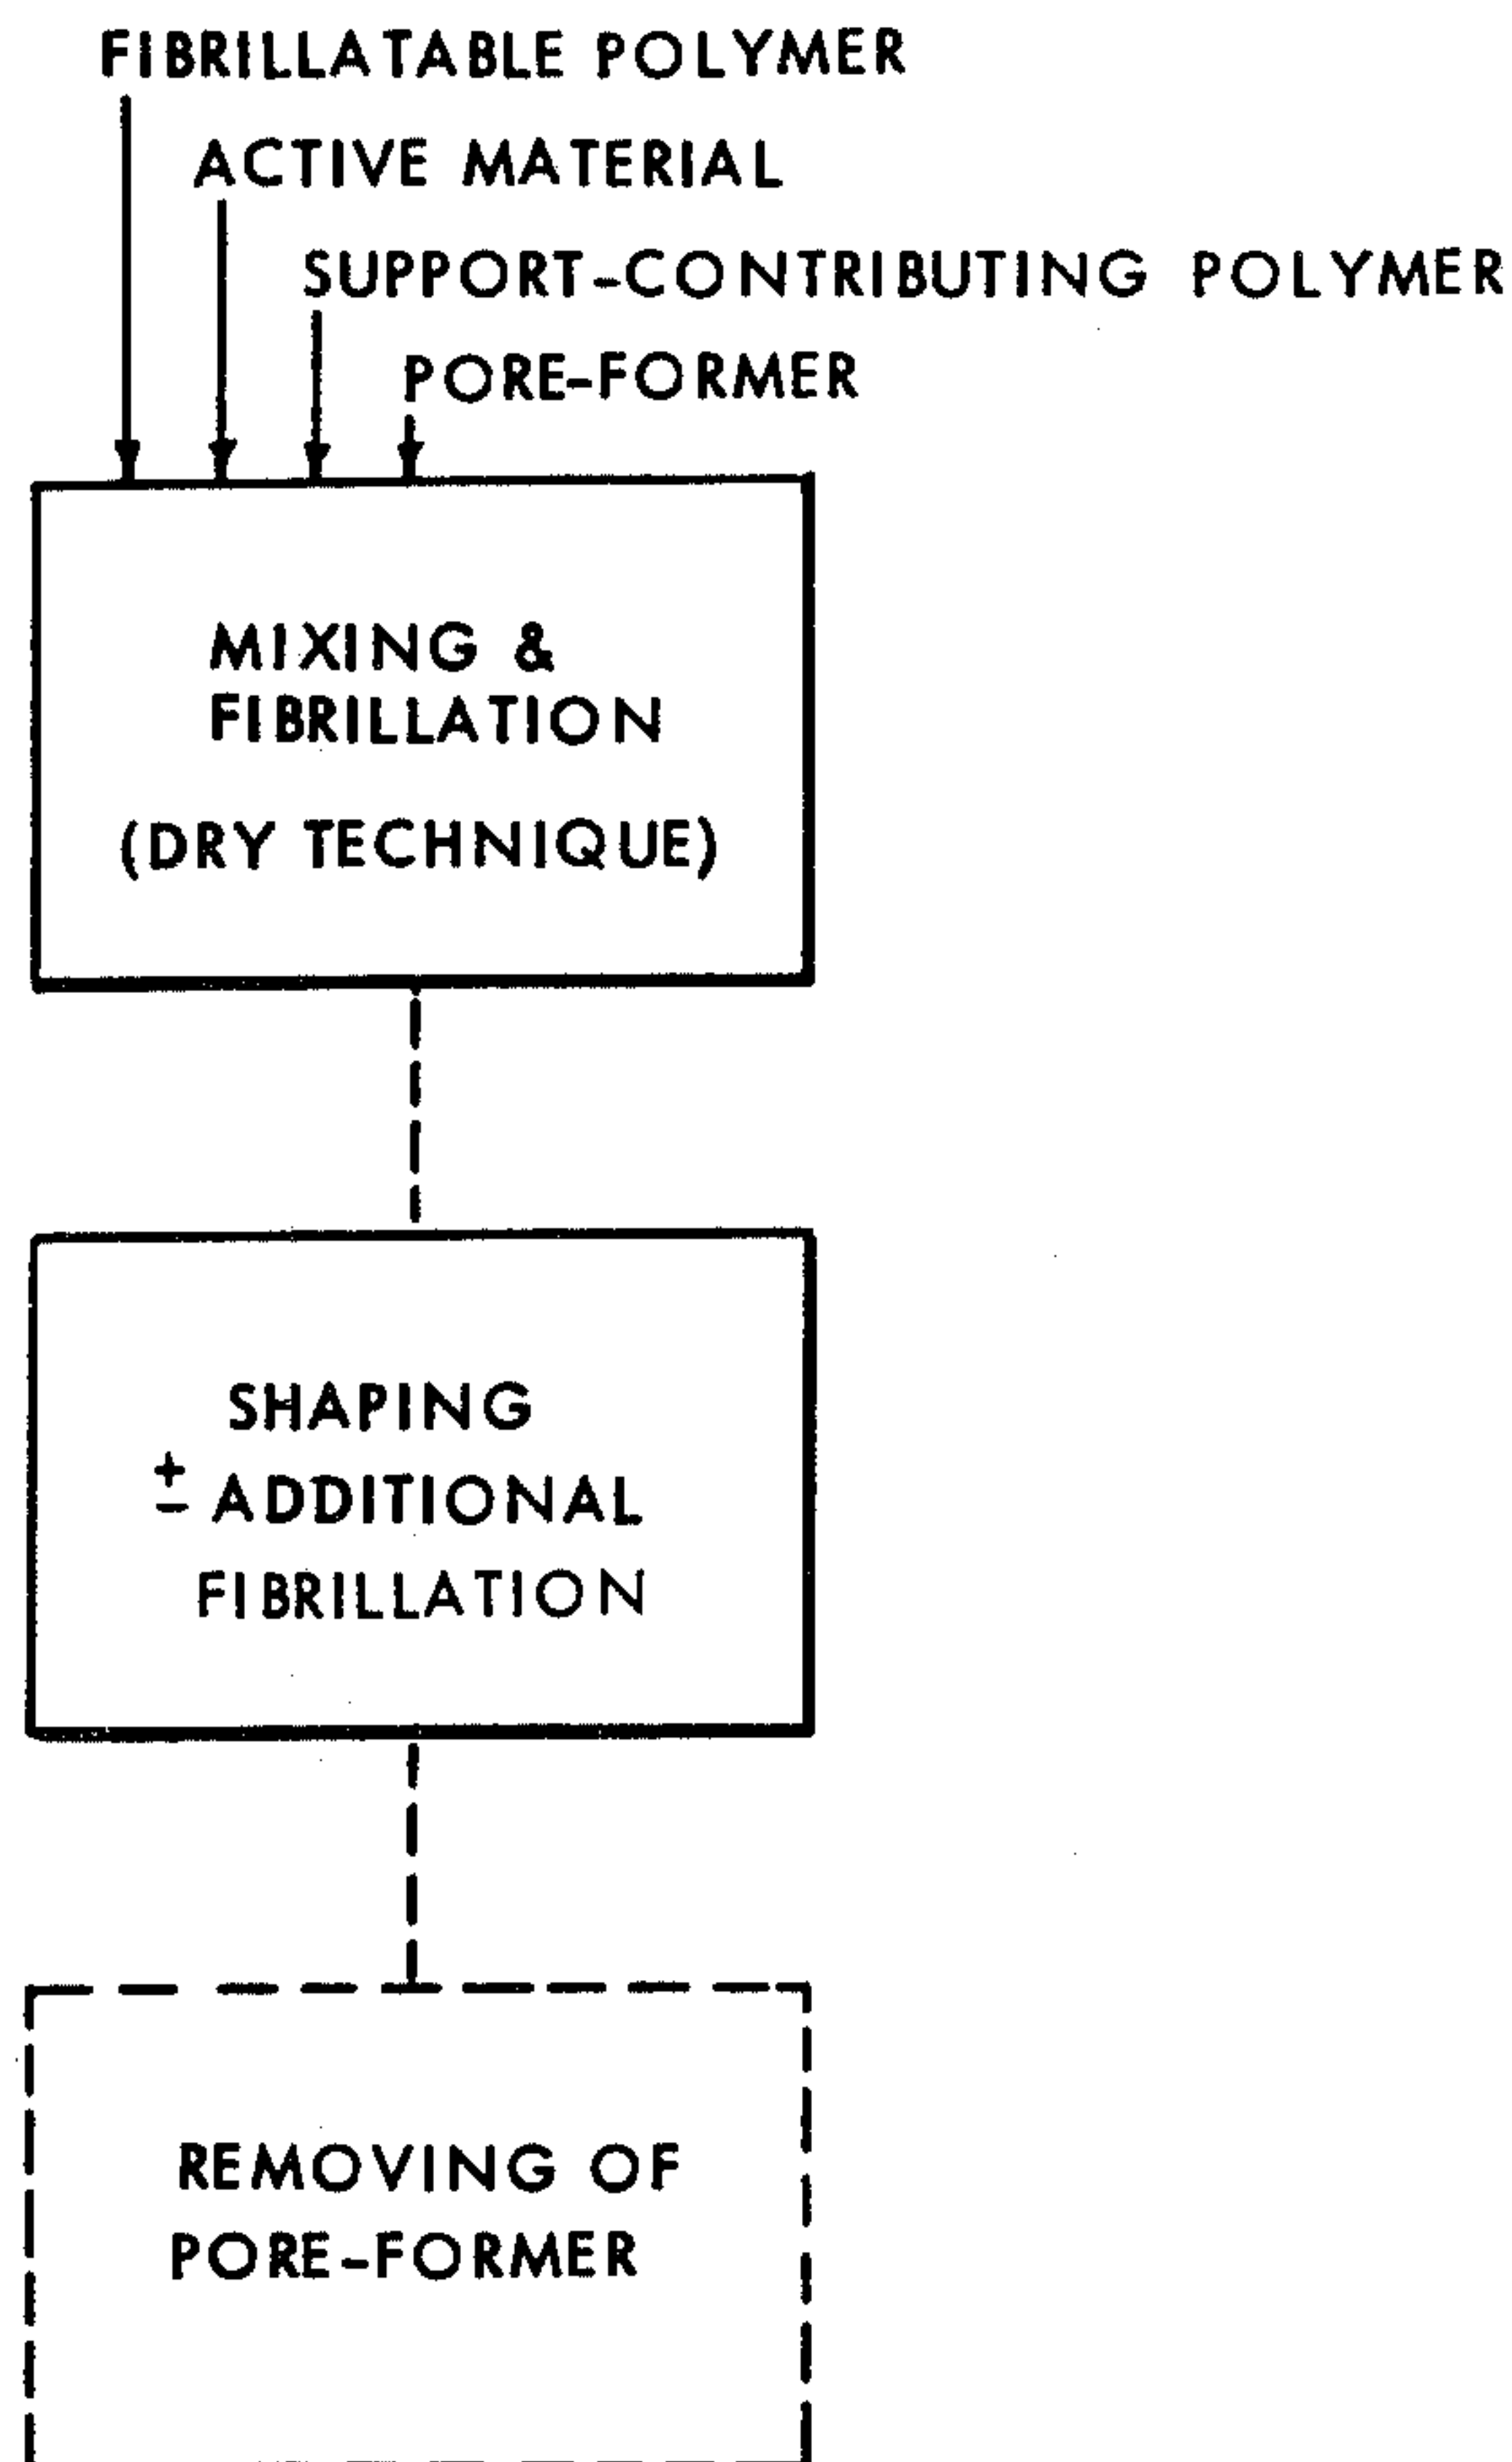 FIBRILLATABLE POLYMER
ACTIVE MATERIAL
SUPPORT-CONTRIBUTING POLYMER
PORE-FORMER
MIXING &
FIBRILLATION
(DRY TECHNIQUE)
SHAPING
± ADDITIONAL
FIBRILLATION
REMOVING OF
PORE-FORMER